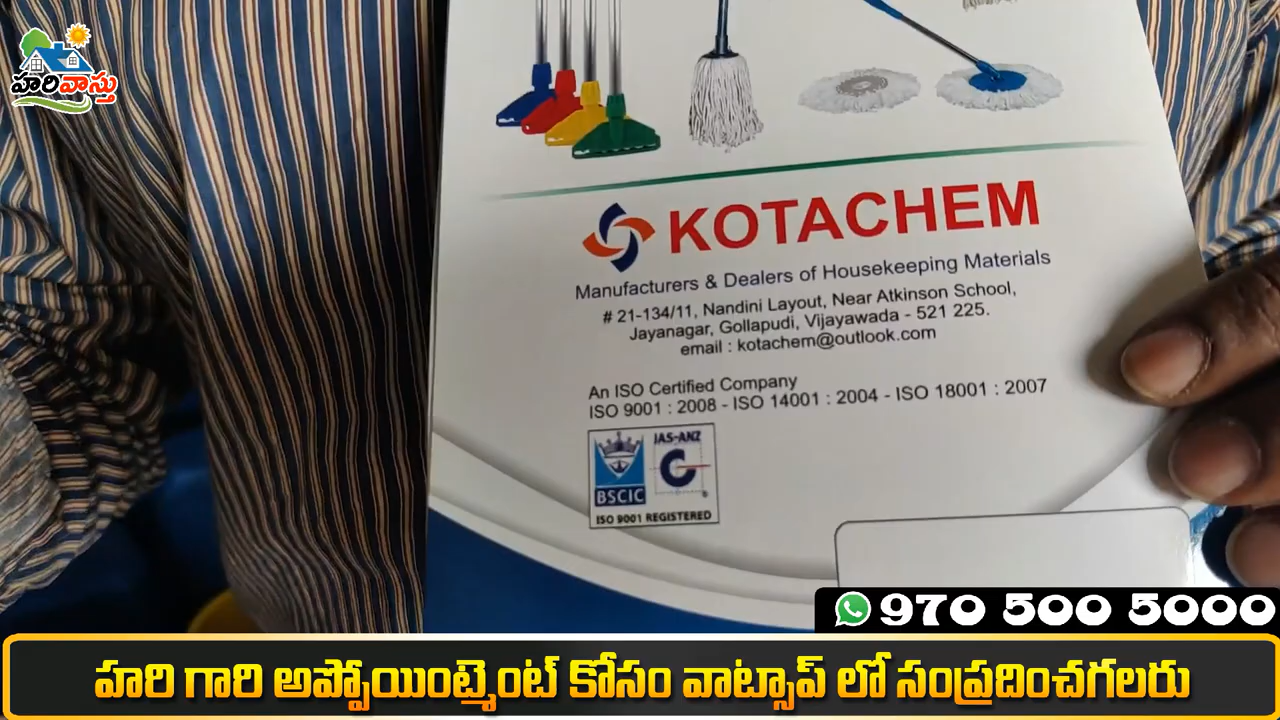 హరివాస్తు
KOTACHEM
Manufacturers & Dealers of Housekeeping Materials
# 21-134/11, Nandini Layout, Near Atkinson School,
Jayanagar, Gollapudi, Vijayawada - 521 225.
email : kotachem@outlook.com
An ISO Certified Company
ISO 9001 : 2008 - ISO 14001 : 2004 - ISO 18001 : 2007
JAS-ANZ
BSCIC
ISO 9001 REGISTERED
970 500 5000
హరి గారి అప్పోయింట్మెంట్ కోసం వాట్సాప్ లో సంప్రదించగలరు